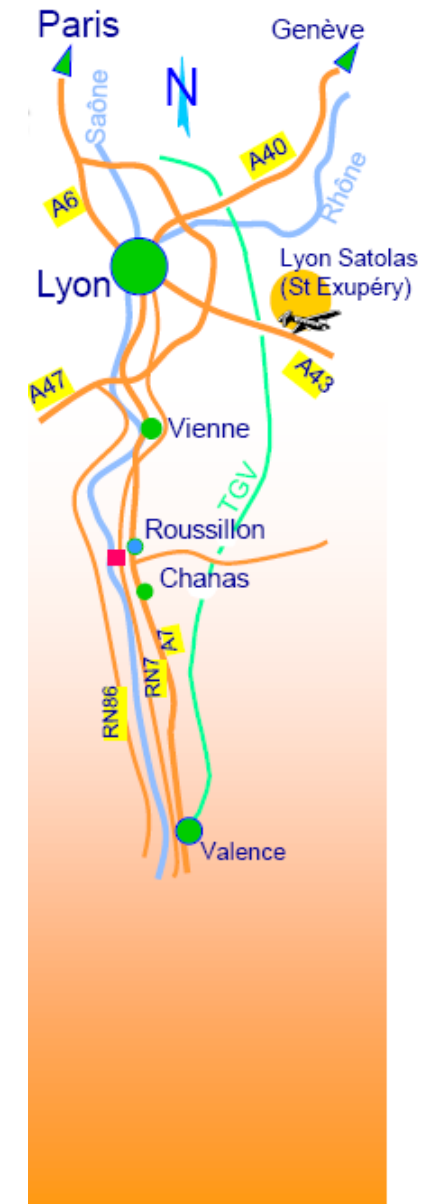 Paris
Genève
N
Saône
A40
Rhône
A6
Lyon Satolas
(St Exupéry)
Lyon
A43
A47
Vienne
TGV
Roussillon
Chanas
A7
RN7
RN86
Valence